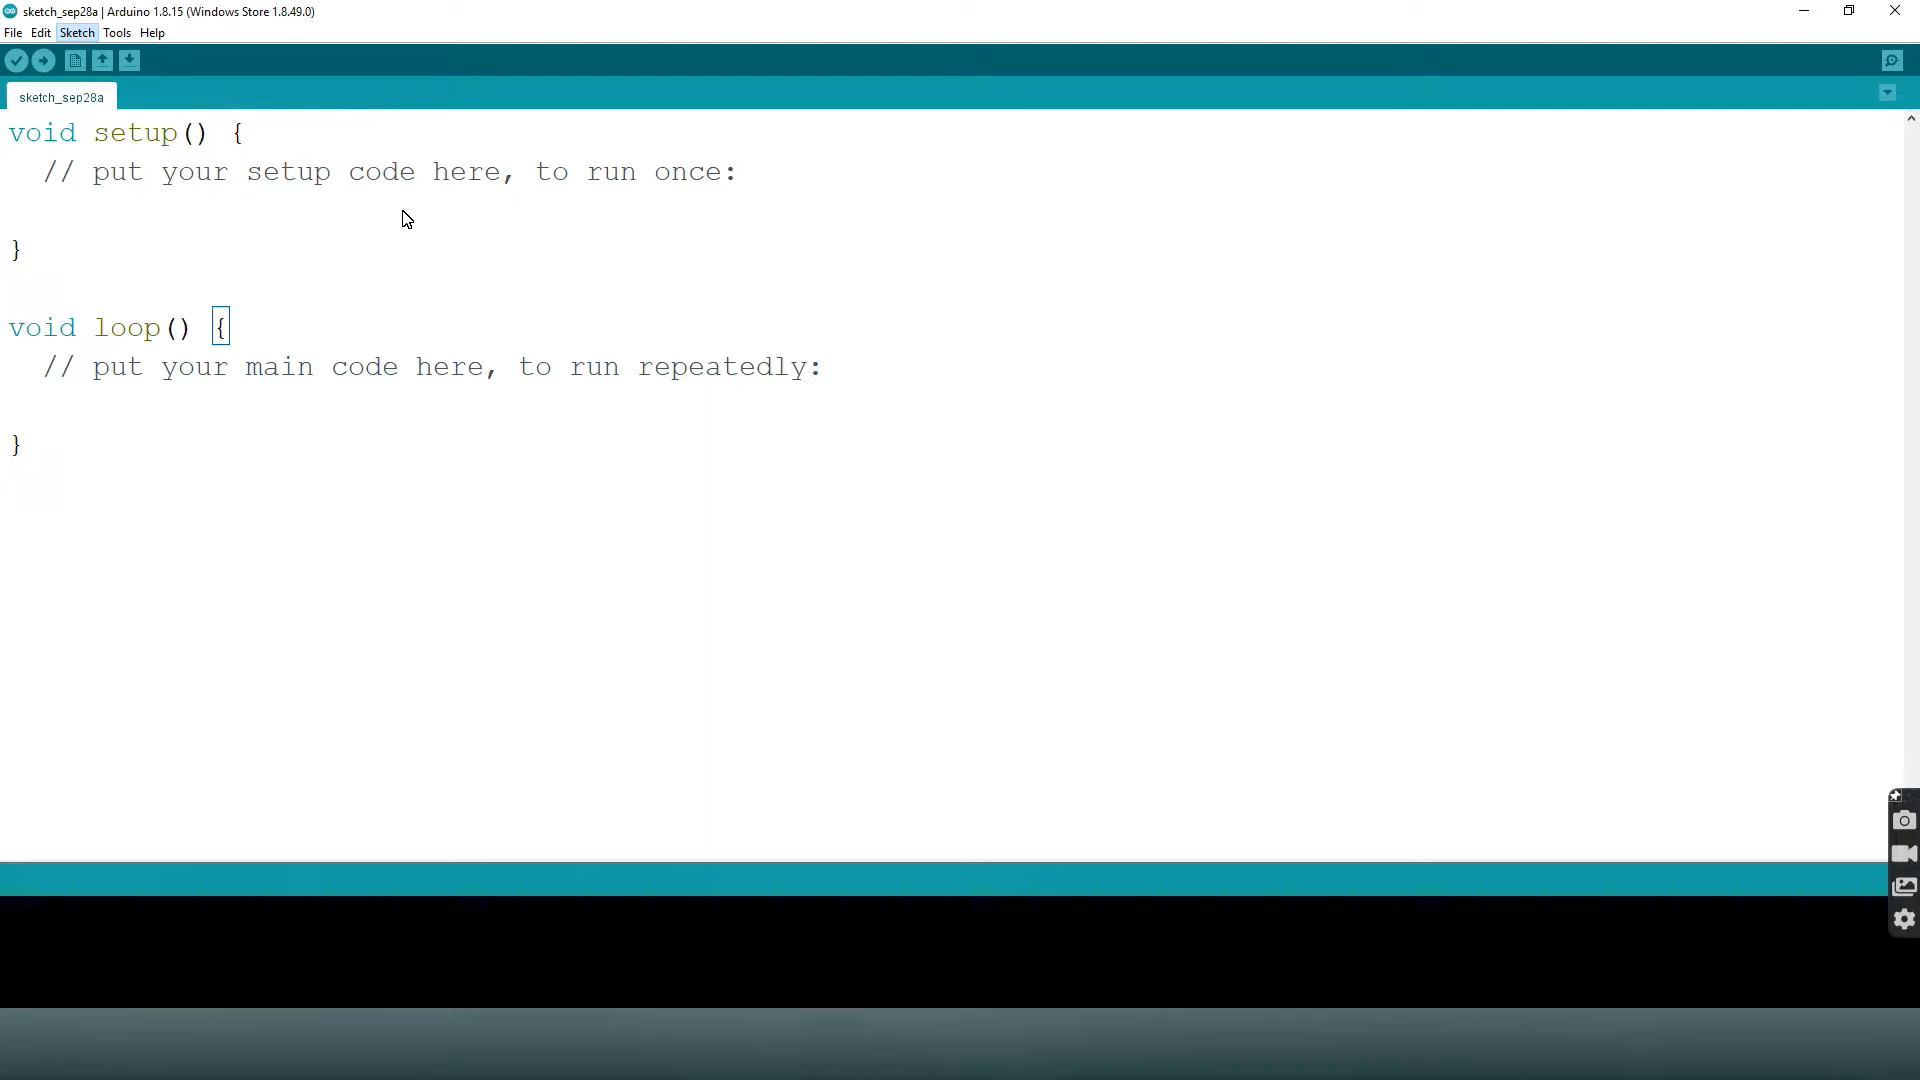 sketch_sep28a | Arduino 1.8.15 (Windows Store 1.8.49.0)
File Edit Sketch Tools Help
sketch_sep28a
void setup() {
// put your setup code here, to run once:
}
void loop() {
// put your main code here, to run repeatedly:
}